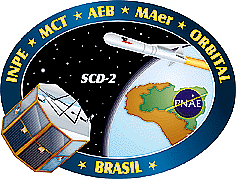 INPE ★ MCT ★ AEB ★ MAer ★ ORBITAL
SCD-2
PNAE
★ BRASIL ★